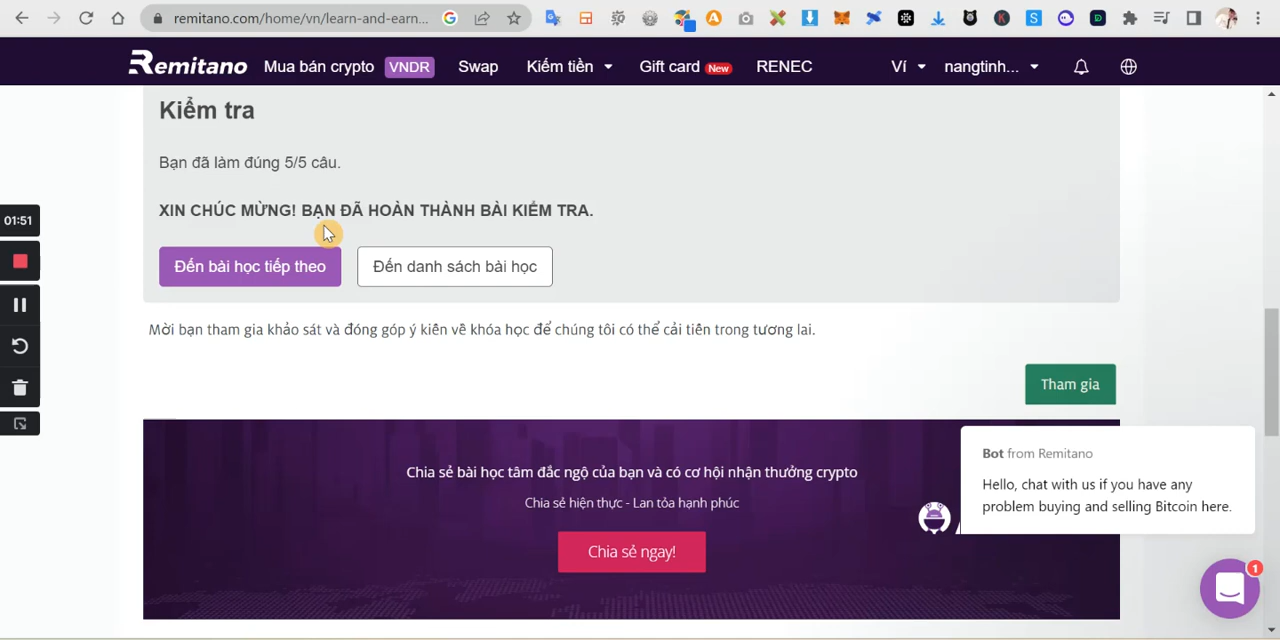 remitano.com/home/vn/learn-and-earn...
Remitano
Mua bán crypto VNDR Swap Kiếm tiền Gift card New RENEC Ví nangtinh...
Kiểm tra
Bạn đã làm đúng 5/5 câu.
01:51
XIN CHÚC MỪNG! BẠN ĐÃ HOÀN THÀNH BÀI KIỂM TRA.
Đến bài học tiếp theo Đến danh sách bài học
Mời bạn tham gia khảo sát và đóng góp ý kiến về khóa học để chúng tôi có thể cải tiến trong tương lai.
Tham gia
Chia sẻ bài học tâm đắc ngộ của bạn và có cơ hội nhận thưởng crypto
Chia sẻ hiện thực - Lan tỏa hạnh phúc
Chia sẻ ngay!
Bot from Remitano
Hello, chat with us if you have any
problem buying and selling Bitcoin here.
1